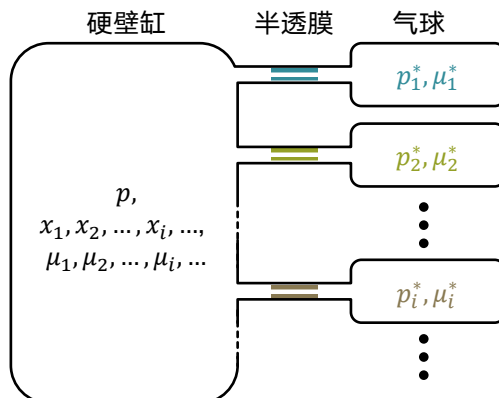 硬壁缸 半透膜 气球
p₁*, μ₁*
p₂*, μ₂*
p,
x₁, x₂, …, xᵢ, …,
μ₁, μ₂, …, μᵢ, …
pᵢ*, μᵢ*